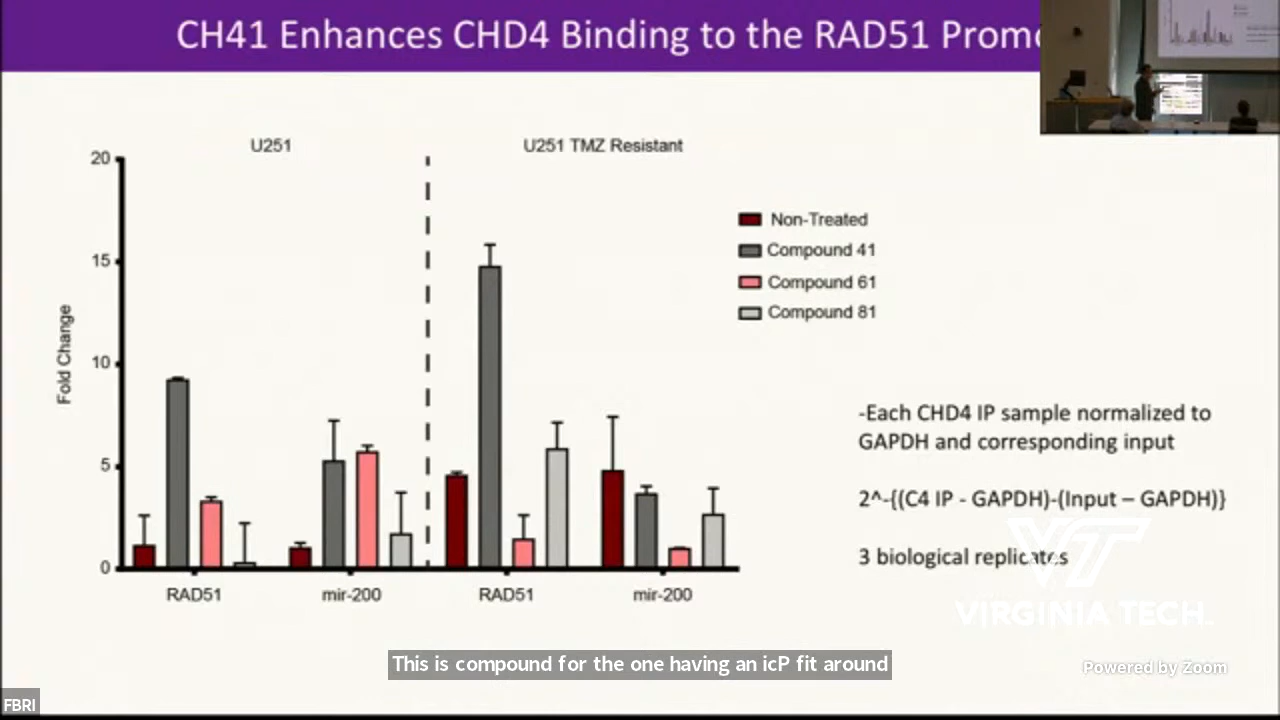 CH41 Enhances CHD4 Binding to the RAD51 Promo
U251
U251 TMZ Resistant
20
15
10
5
0
Fold Change
Non-Treated
Compound 41
Compound 61
Compound 81
RAD51
mir-200
RAD51
mir-200
-Each CHD4 IP sample normalized to
GAPDH and corresponding input
2^-{(C4 IP - GAPDH)-(Input – GAPDH)}
3 biological replicates
VT
VIRGINIA TECH.
This is compound for the one having an icP fit around
Powered by Zoom
FBRI